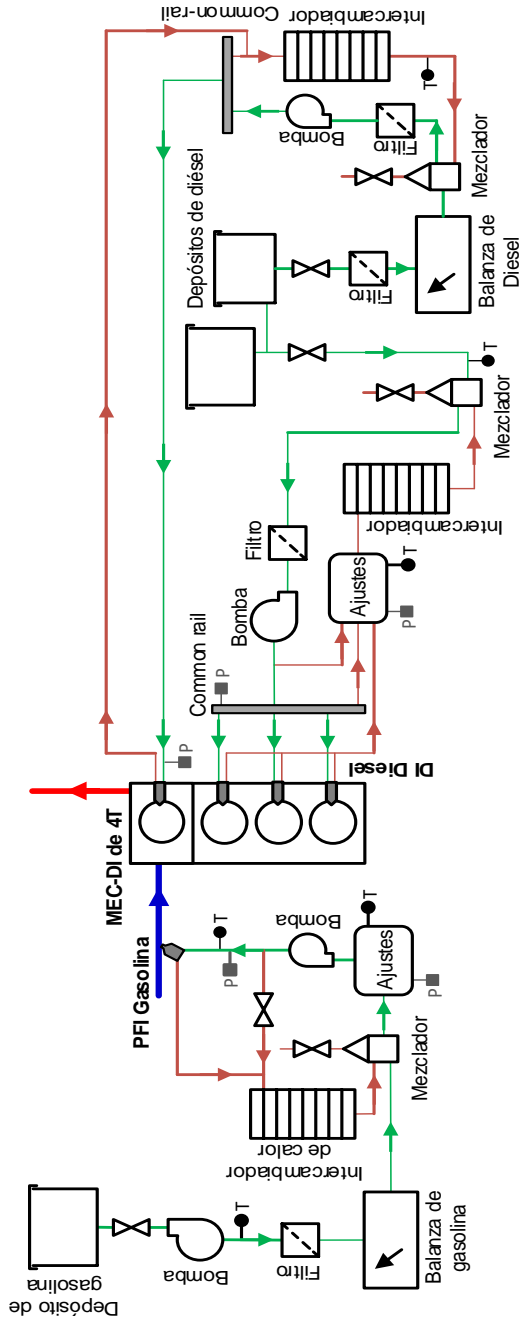 Common-rail
Intercambiador
T
Bomba
Filtro
Mezclador
Depósitos de diésel
Filtro
Balanza de
Diesel
T
Mezclador
Intercambiador
Filtro
Bomba
Ajustes
T
P
Common rail
P
DI Diesel
MEC-DI de 4T
P
PFI Gasolina
T
P
Bomba
T
Ajustes
P
Mezclador
Intercambiador
de calor
Depósito de
gasolina
Bomba
T
Filtro
Balanza de
gasolina